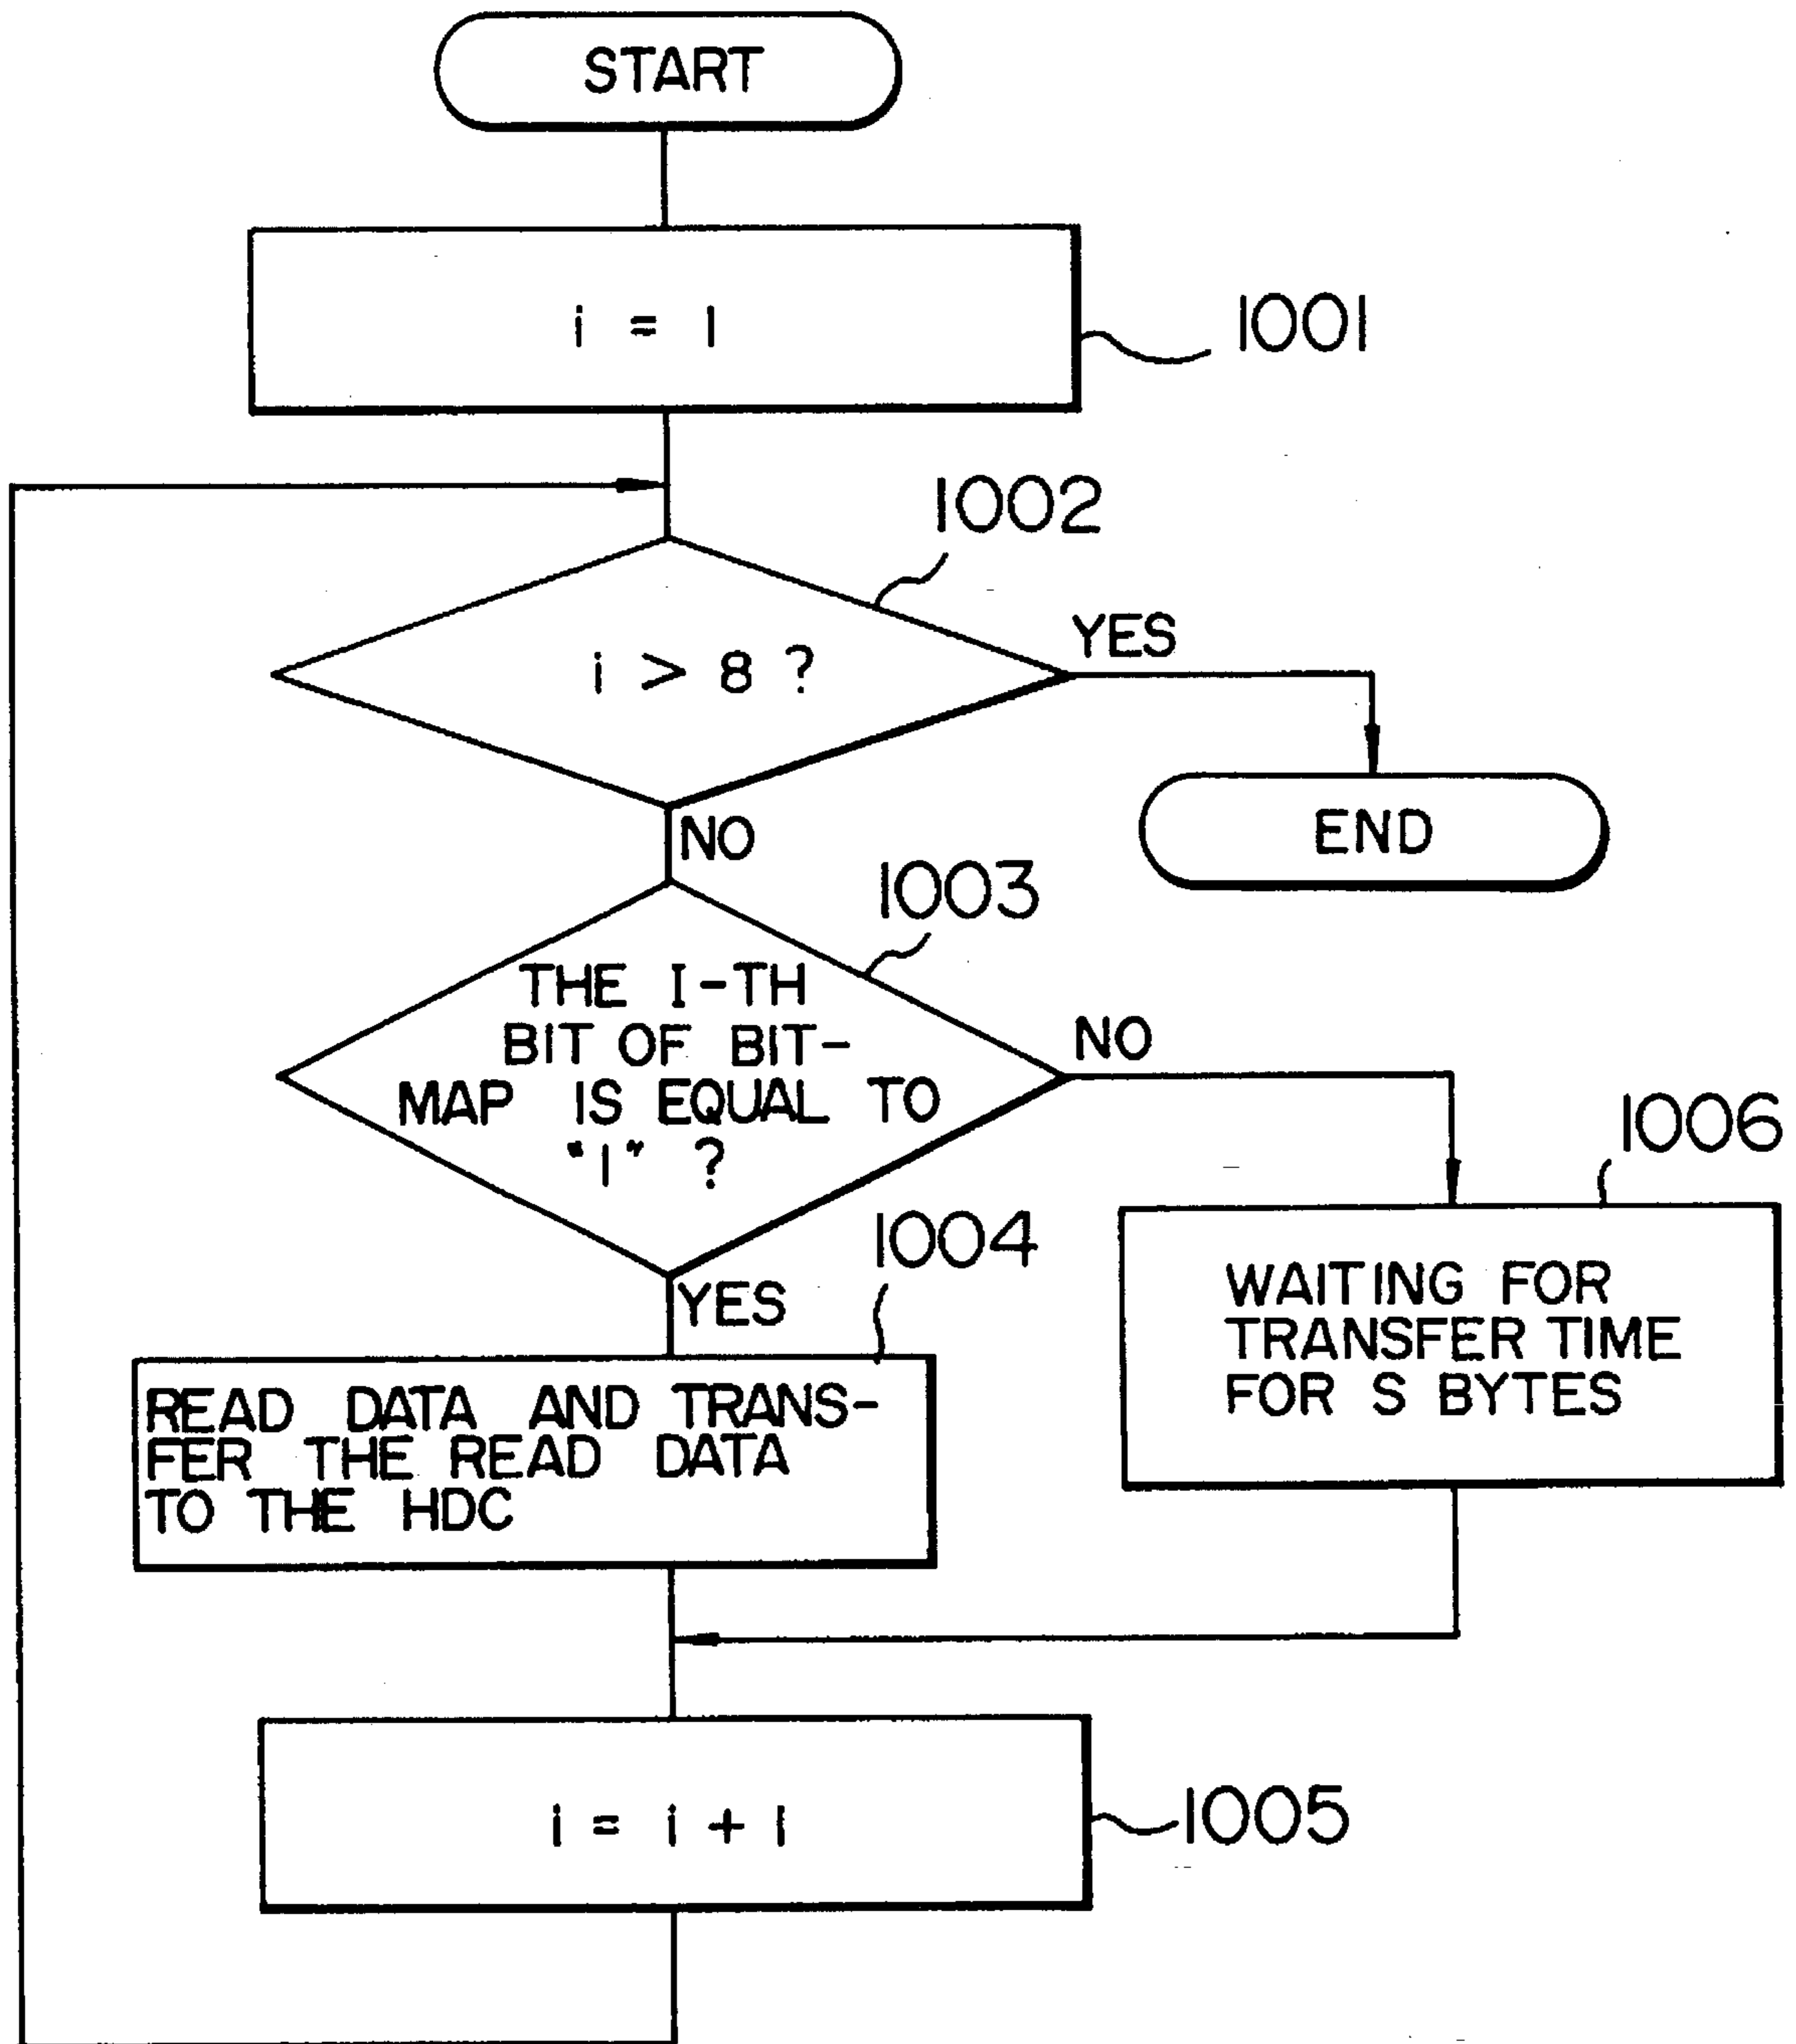 START
i = 1
1001
1002
i > 8 ?
YES
END
NO
1003
THE I-TH
BIT OF BIT-
MAP IS EQUAL TO
"1" ?
NO
1006
WAITING FOR
TRANSFER TIME
FOR S BYTES
1004
YES
READ DATA AND TRANS-
FER THE READ DATA
TO THE HDC
i = i + 1
1005